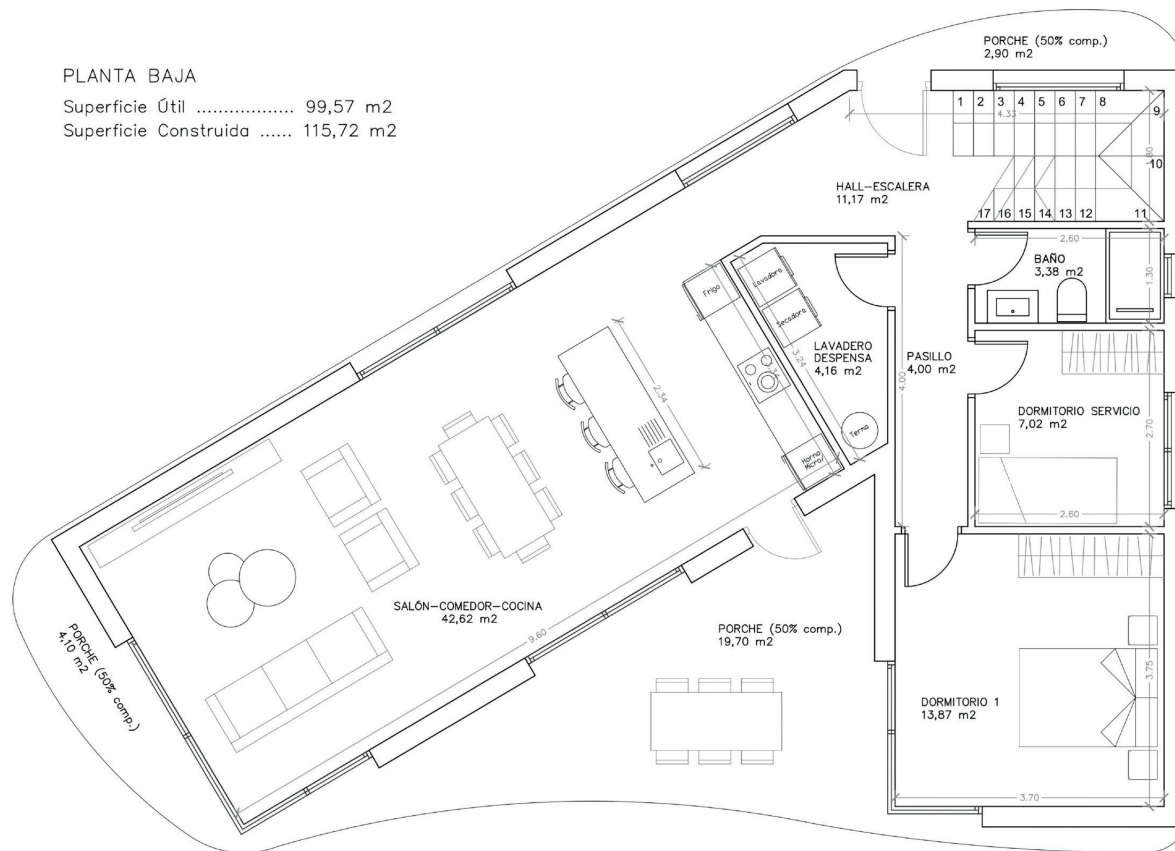 PLANTA BAJA
Superficie Útil ................. 99,57 m2
Superficie Construida ...... 115,72 m2
PORCHE (50% comp.)
2,90 m2
1 2 3 4 5 6 7 8
9
4.33
1.80
10
17 16 15 14 13 12 11
HALL-ESCALERA
11,17 m2
2.60
BAÑO
3,38 m2
1.30
Frigo
Lavadora
Secadora
LAVADERO
DESPENSA
4,16 m2
3.24
3.34
2.34
PASILLO
4,00 m2
4.00
Termo
Horno
Micro
DORMITORIO SERVICIO
7,02 m2
2.70
2.60
SALÓN-COMEDOR-COCINA
42,62 m2
9.60
PORCHE (50% comp.)
4,10 m2
PORCHE (50% comp.)
19,70 m2
DORMITORIO 1
13,87 m2
3.75
3.70